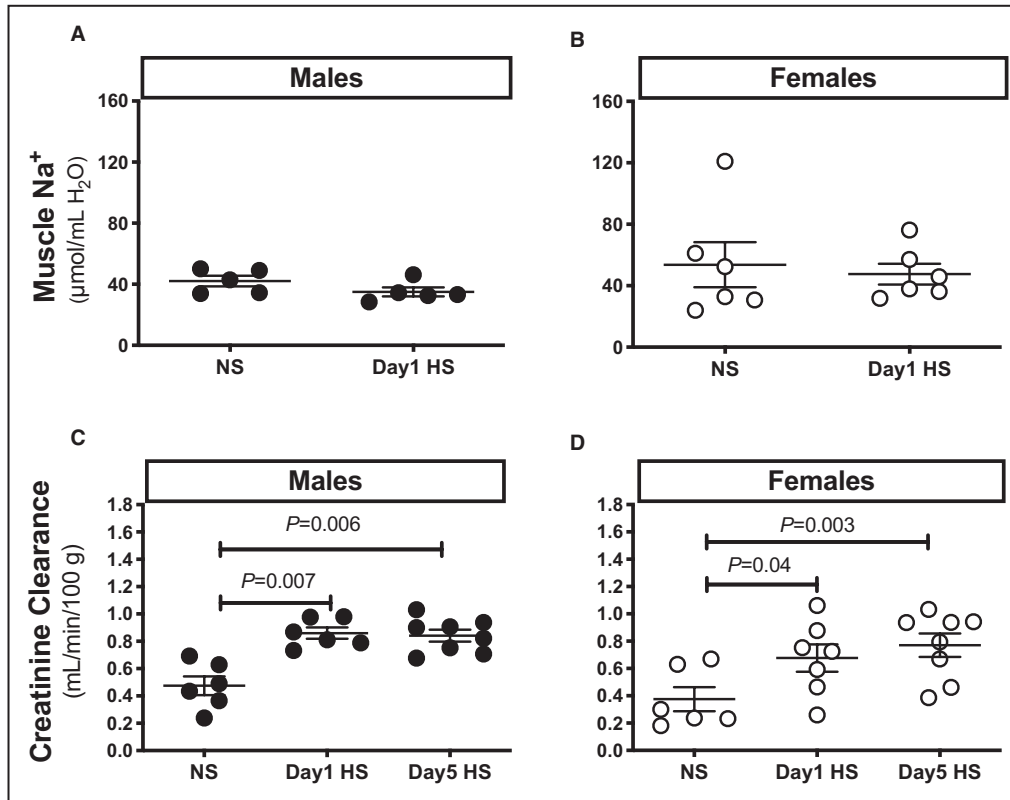 A
Males
Muscle Na⁺
(µmol/mL H₂O)
160
120
80
40
0
NS Day1 HS
B
Females
160
120
80
40
0
NS Day1 HS
C
Males
Creatinine Clearance
(mL/min/100 g)
1.8
1.6
1.4
1.2
1.0
0.8
0.6
0.4
0.2
0.0
P=0.006
P=0.007
NS Day1 HS Day5 HS
D
Females
1.8
1.6
1.4
1.2
1.0
0.8
0.6
0.4
0.2
0.0
P=0.003
P=0.04
NS Day1 HS Day5 HS